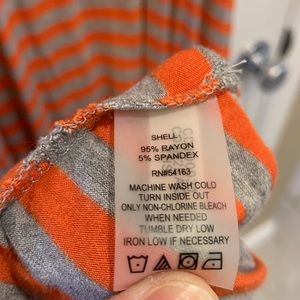 SHELL:
95% RAYON
5% SPANDEX
RN#54163
MACHINE WASH COLD
TURN INSIDE OUT
ONLY NON-CHLORINE BLEACH
WHEN NEEDED
TUMBLE DRY LOW
IRON LOW IF NECESSARY